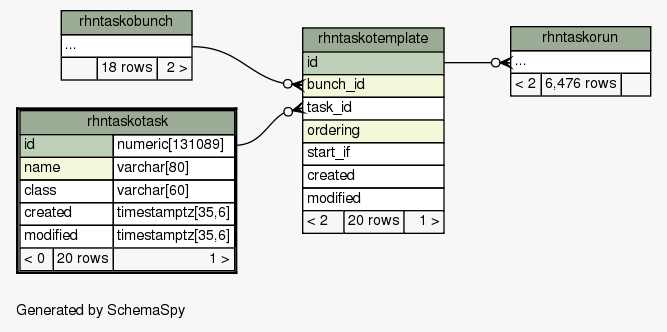 rhntaskobunch
...
18 rows 2 >
rhntaskotemplate
id
bunch_id
task_id
ordering
start_if
created
modified
< 2 20 rows 1 >
rhntaskorun
...
< 2 6,476 rows
rhntaskotask
id numeric[131089]
name varchar[80]
class varchar[60]
created timestamptz[35,6]
modified timestamptz[35,6]
< 0 20 rows 1 >
Generated by SchemaSpy